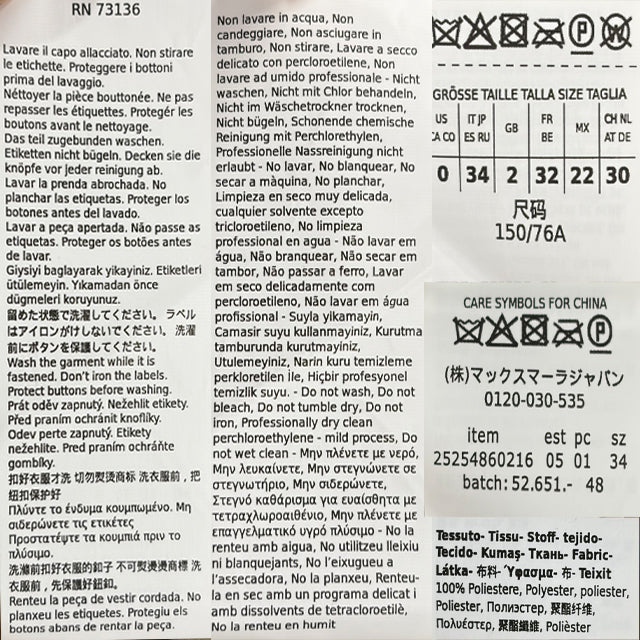 RN 73136
Lavare il capo allacciato. Non stirare
le etichette. Proteggere i bottoni
prima del lavaggio.
Néttoyer la pièce bouttonée. Ne pas
repasser les étiquettes. Protegér les
boutons avant le nettoyage.
Das teil zugebunden waschen.
Etiketten nicht bügeln. Decken sie die
knöpfe vor jeder reinigung ab.
Lavar la prenda abrochada. No
planchar las etiquetas. Proteger los
botones antes del lavado.
Lavar a peça apertada. Não passe as
etiquetas. Proteger os botões antes
de lavar.
Giysiyi baglayarak yikayiniz. Etiketleri
ütülemeyin. Yıkamadan önce
dügmeleri koruyunuz.
留めた状態で洗濯してください。 ラベル
はアイロンがけしないでください。 洗濯
前にボタンを保護してください。
Wash the garment while it is
fastened. Don't iron the labels.
Protect buttons before washing.
Prát oděv zapnutý. Nežehlit etikety.
Před praním ochránit knoflíky.
Odev perte zapnutý. Etikety
nežehlite. Pred praním ochráňte
gombíky.
扣好衣服才洗 切勿熨烫商标 洗衣服前，把
纽扣保护好
Πλύντε το ένδυμα κουμπωμένο. Μη
σιδερώνετε τις ετικέτες
Προστατέψτε τα κουμπιά πριν το
πλύσιμο.
洗滌前扣好衣服的釦子 不可熨燙商標 洗
衣服前，先保護好鈕釦。
Renteu la peça de vestir cordada. No
planxeu les etiquetes. Protegiu els
botons abans de rentar la peça.
Non lavare in acqua, Non
candeggiare, Non asciugare in
tamburo, Non stirare, Lavare a secco
delicato con percloroetilene, Non
lavare ad umido professionale - Nicht
waschen, Nicht mit Chlor behandeln,
Nicht im Wäschetrockner trocknen,
Nicht bügeln, Schonende chemische
Reinigung mit Perchlorethylen,
Professionelle Nassreinigung nicht
erlaubt - No lavar, No blanquear, No
secar a màquina, No planchar,
Limpieza en seco muy delicada,
cualquier solvente excepto
tricloroetileno, No limpieza
professional en agua - Não lavar em
água, Não branquear, Não secar em
tambor, Não passar a ferro, Lavar
em seco delicadamente com
percloroetileno, Não lavar em água
profissional - Suyla yikamayin,
Camasir suyu kullanmayiniz, Kurutma
tamburunda kurutmayiniz,
Utulemeyiniz, Narin kuru temizleme
perkloretilen İle, Hiçbir profesyonel
temizlik suyu. - Do not wash, Do not
bleach, Do not tumble dry, Do not
iron, Professionally dry clean
perchloroethylene - mild process, Do
not wet clean - Μην πλένετε με νερό,
Μην λευκαίνετε, Μην στεγνώνετε σε
στεγνωτήριο, Μην σιδερώνετε,
Στεγνό καθάρισμα για ευαίσθητα με
τετραχλωροαιθένιο, Μην πλένετε με
επαγγελματικό υγρό πλύσιμο - No la
renteu amb aigua, No utilitzeu lleixiu
ni blanquejants, No l'eixugueu a
l'assecadora, No la planxeu, Renteu-
la en sec amb un programa delicat i
amb dissolvents de tetracloroetilè,
No la renteu en humit
P W
GRÖSSE TAILLE TALLA SIZE TAGLIA
US CA CO IT JP ES RU GB FR BE MX CH NL AT DE
0 34 2 32 22 30
尺码
150/76A
CARE SYMBOLS FOR CHINA
P
(株)マックスマーラジャパン
0120-030-535
item est pc sz
25254860216 05 01 34
batch: 52.651.- 48
Tessuto- Tissu- Stoff- tejido-
Tecido- Kumaş- Ткань- Fabric-
Látka- 布料- Ύφασμα- 布- Teixit
100% Poliestere, Polyester, poliester,
Poliester, Полиэстер, 聚酯纤维,
Πολυέστερ, 聚酯纖維, Polièster